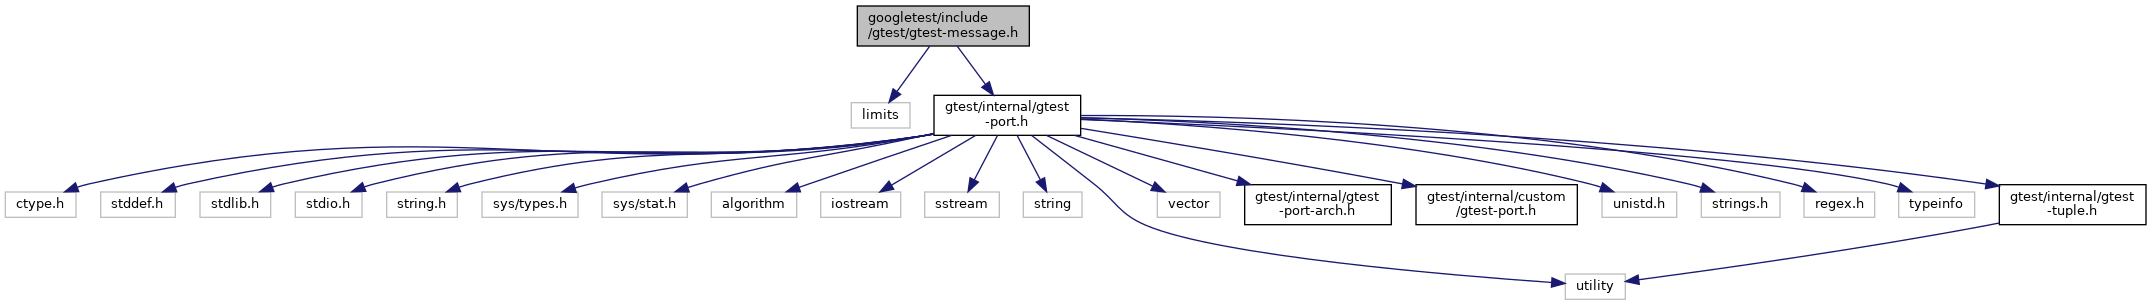 googletest/include
/gtest/gtest-message.h
limits
gtest/internal/gtest
-port.h
ctype.h
stddef.h
stdlib.h
stdio.h
string.h
sys/types.h
sys/stat.h
algorithm
iostream
sstream
string
vector
gtest/internal/gtest
-port-arch.h
gtest/internal/custom
/gtest-port.h
unistd.h
strings.h
regex.h
typeinfo
gtest/internal/gtest
-tuple.h
utility